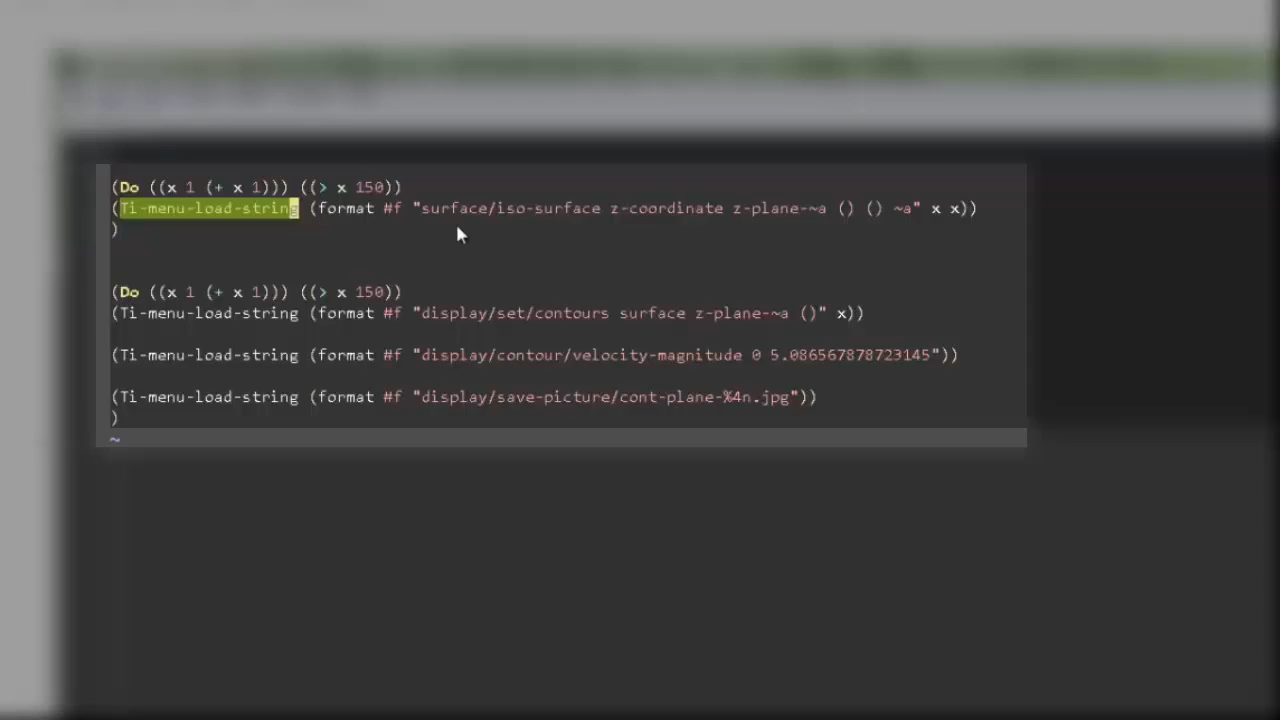 (Do ((x 1 (+ x 1))) ((> x 150))
(Ti-menu-load-string (format #f "surface/iso-surface z-coordinate z-plane-~a () () ~a" x x))
)
(Do ((x 1 (+ x 1))) ((> x 150))
(Ti-menu-load-string (format #f "display/set/contours surface z-plane-~a ()" x))
(Ti-menu-load-string (format #f "display/contour/velocity-magnitude 0 5.086567878723145"))
(Ti-menu-load-string (format #f "display/save-picture/cont-plane-%4n.jpg"))
)
~